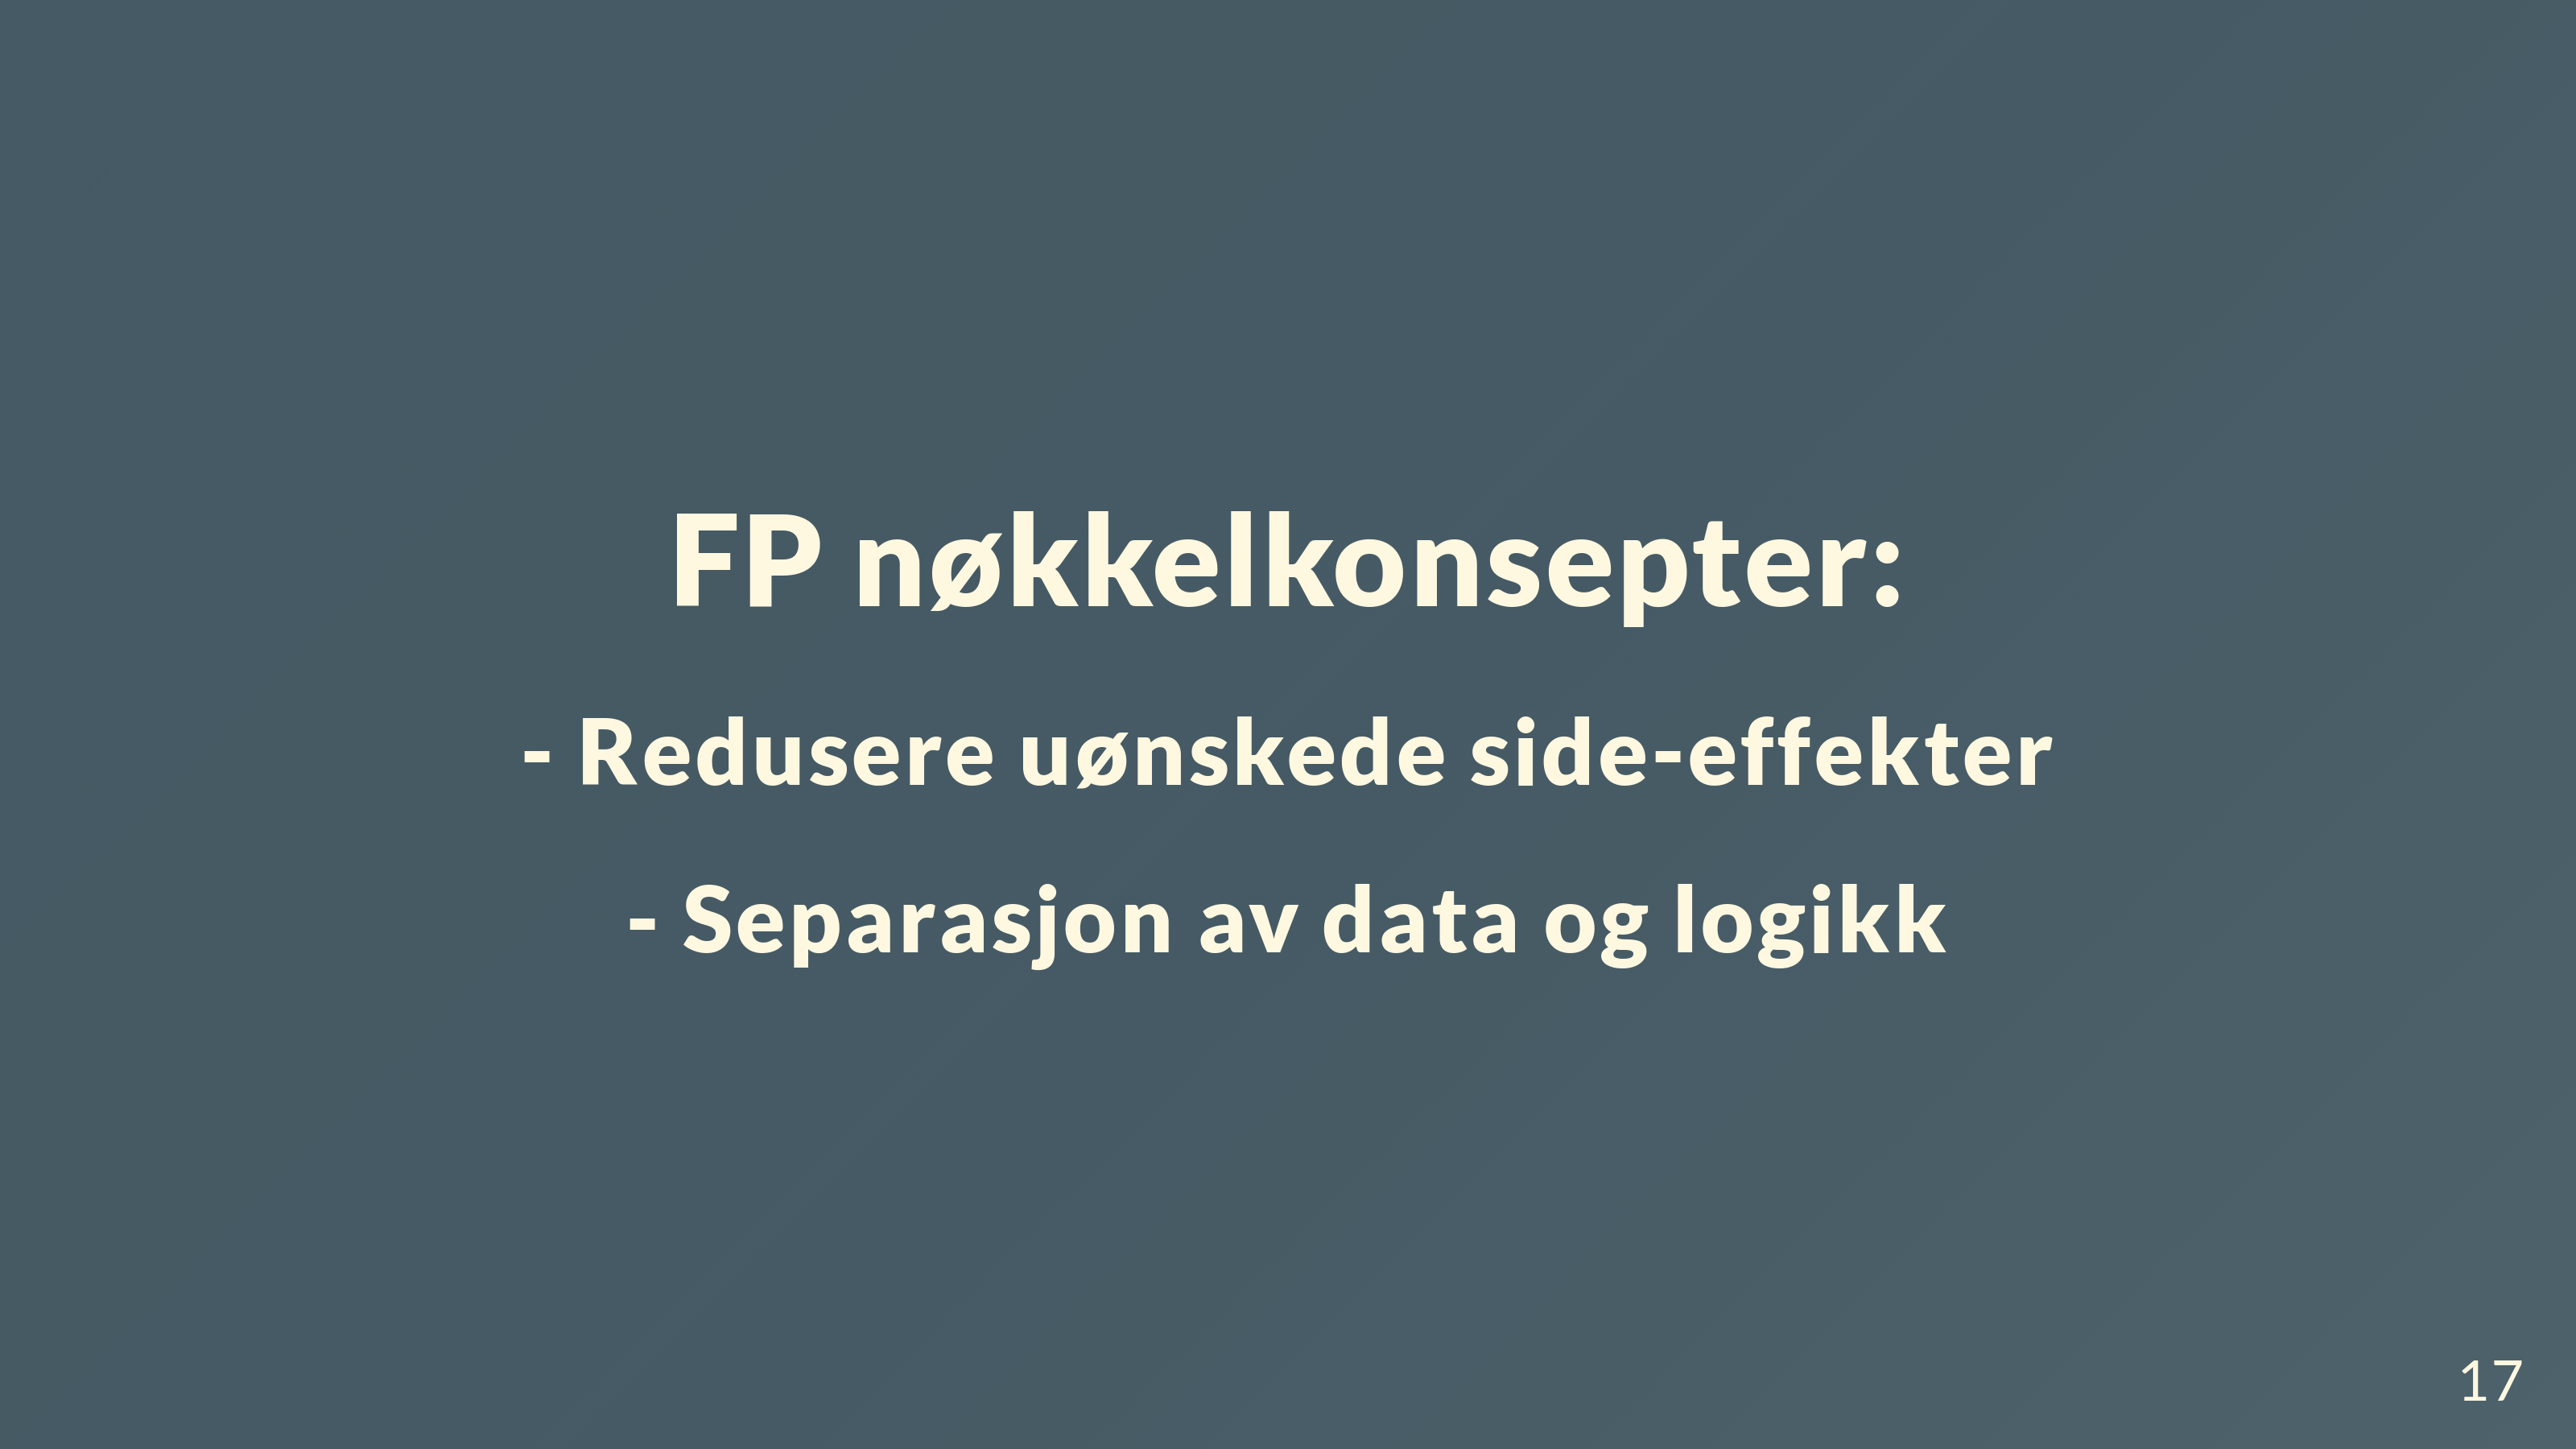 FP nøkkelkonsepter:
- Redusere uønskede side-effekter
- Separasjon av data og logikk
17